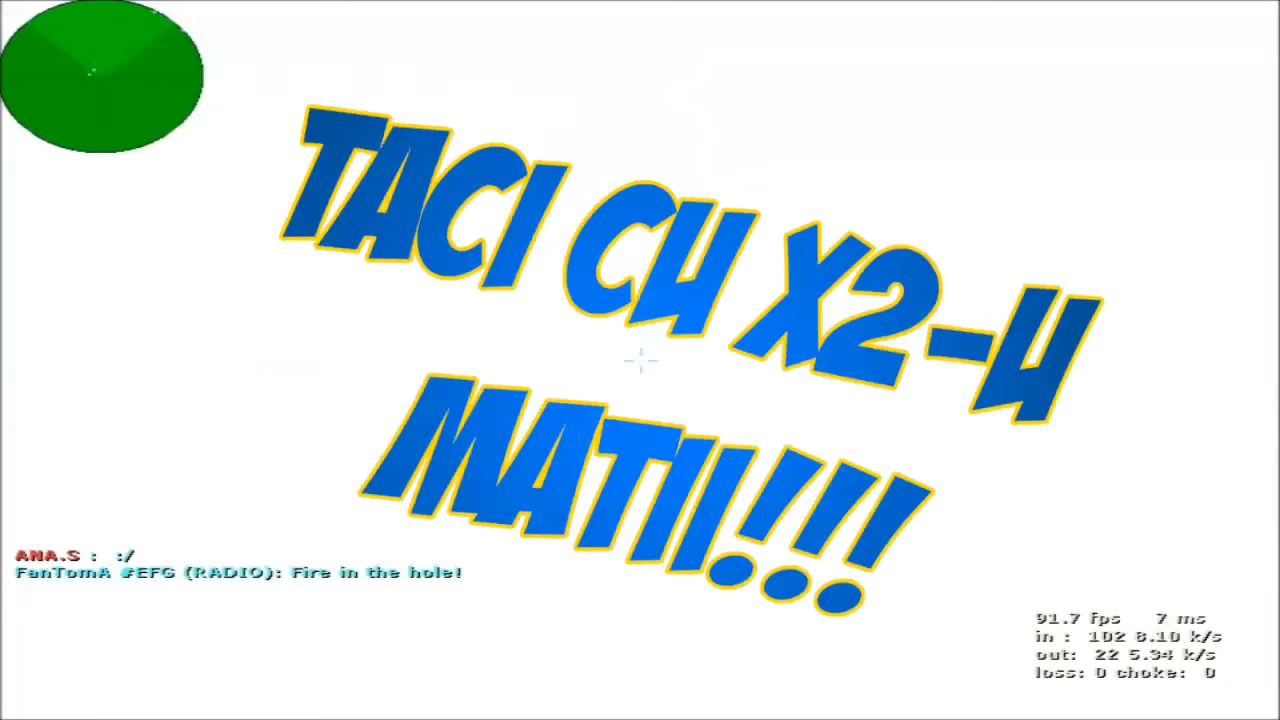 TACI CU X2-U
MATII!!!
ANA.S :  :/
FanTomA #EFG (RADIO): Fire in the hole!
91.7 fps   7 ms
in :  102 8.10 k/s
out:  22 5.34 k/s
loss: 0 choke:  0